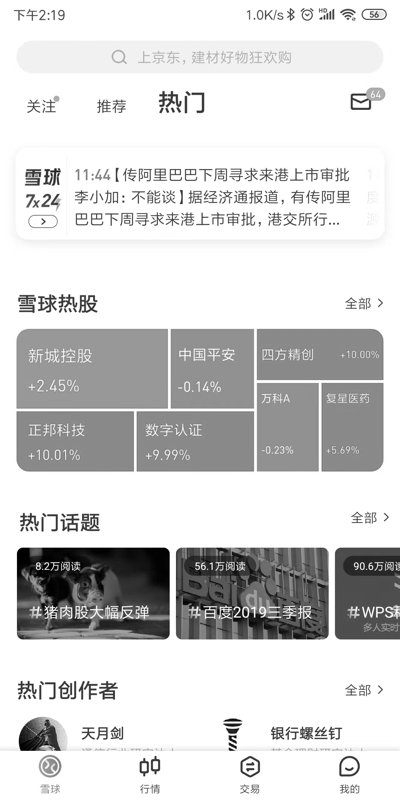 下午2:19
1.0K/s
HD
56
上京东，建材好物狂欢购
关注
推荐
热门
64
雪球
7x24
11:44【传阿里巴巴下周寻求来港上市审批
李小加：不能谈】据经济通报道，有传阿里
巴巴下周寻求来港上市审批，港交所行...
雪球热股
全部
新城控股
+2.45%
中国平安
-0.14%
四方精创
+10.00%
万科A
-0.23%
复星医药
+5.69%
正邦科技
+10.01%
数字认证
+9.99%
热门话题
全部
8.2万阅读
#猪肉股大幅反弹
56.1万阅读
Bai
#百度2019三季报
90.6万阅读
#WPS
多人实时
热门创作者
全部
天月剑
银行螺丝钉
雪球
行情
交易
我的